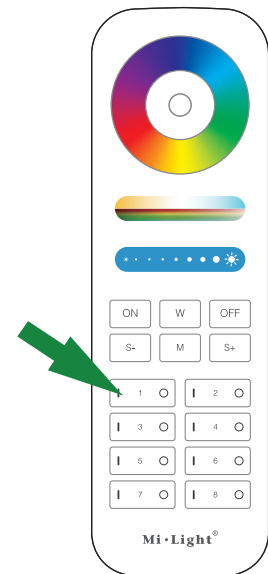 ON W OFF
S- M S+
I 1 O I 2 O
I 3 O I 4 O
I 5 O I 6 O
I 7 O I 8 O
Mi·Light®